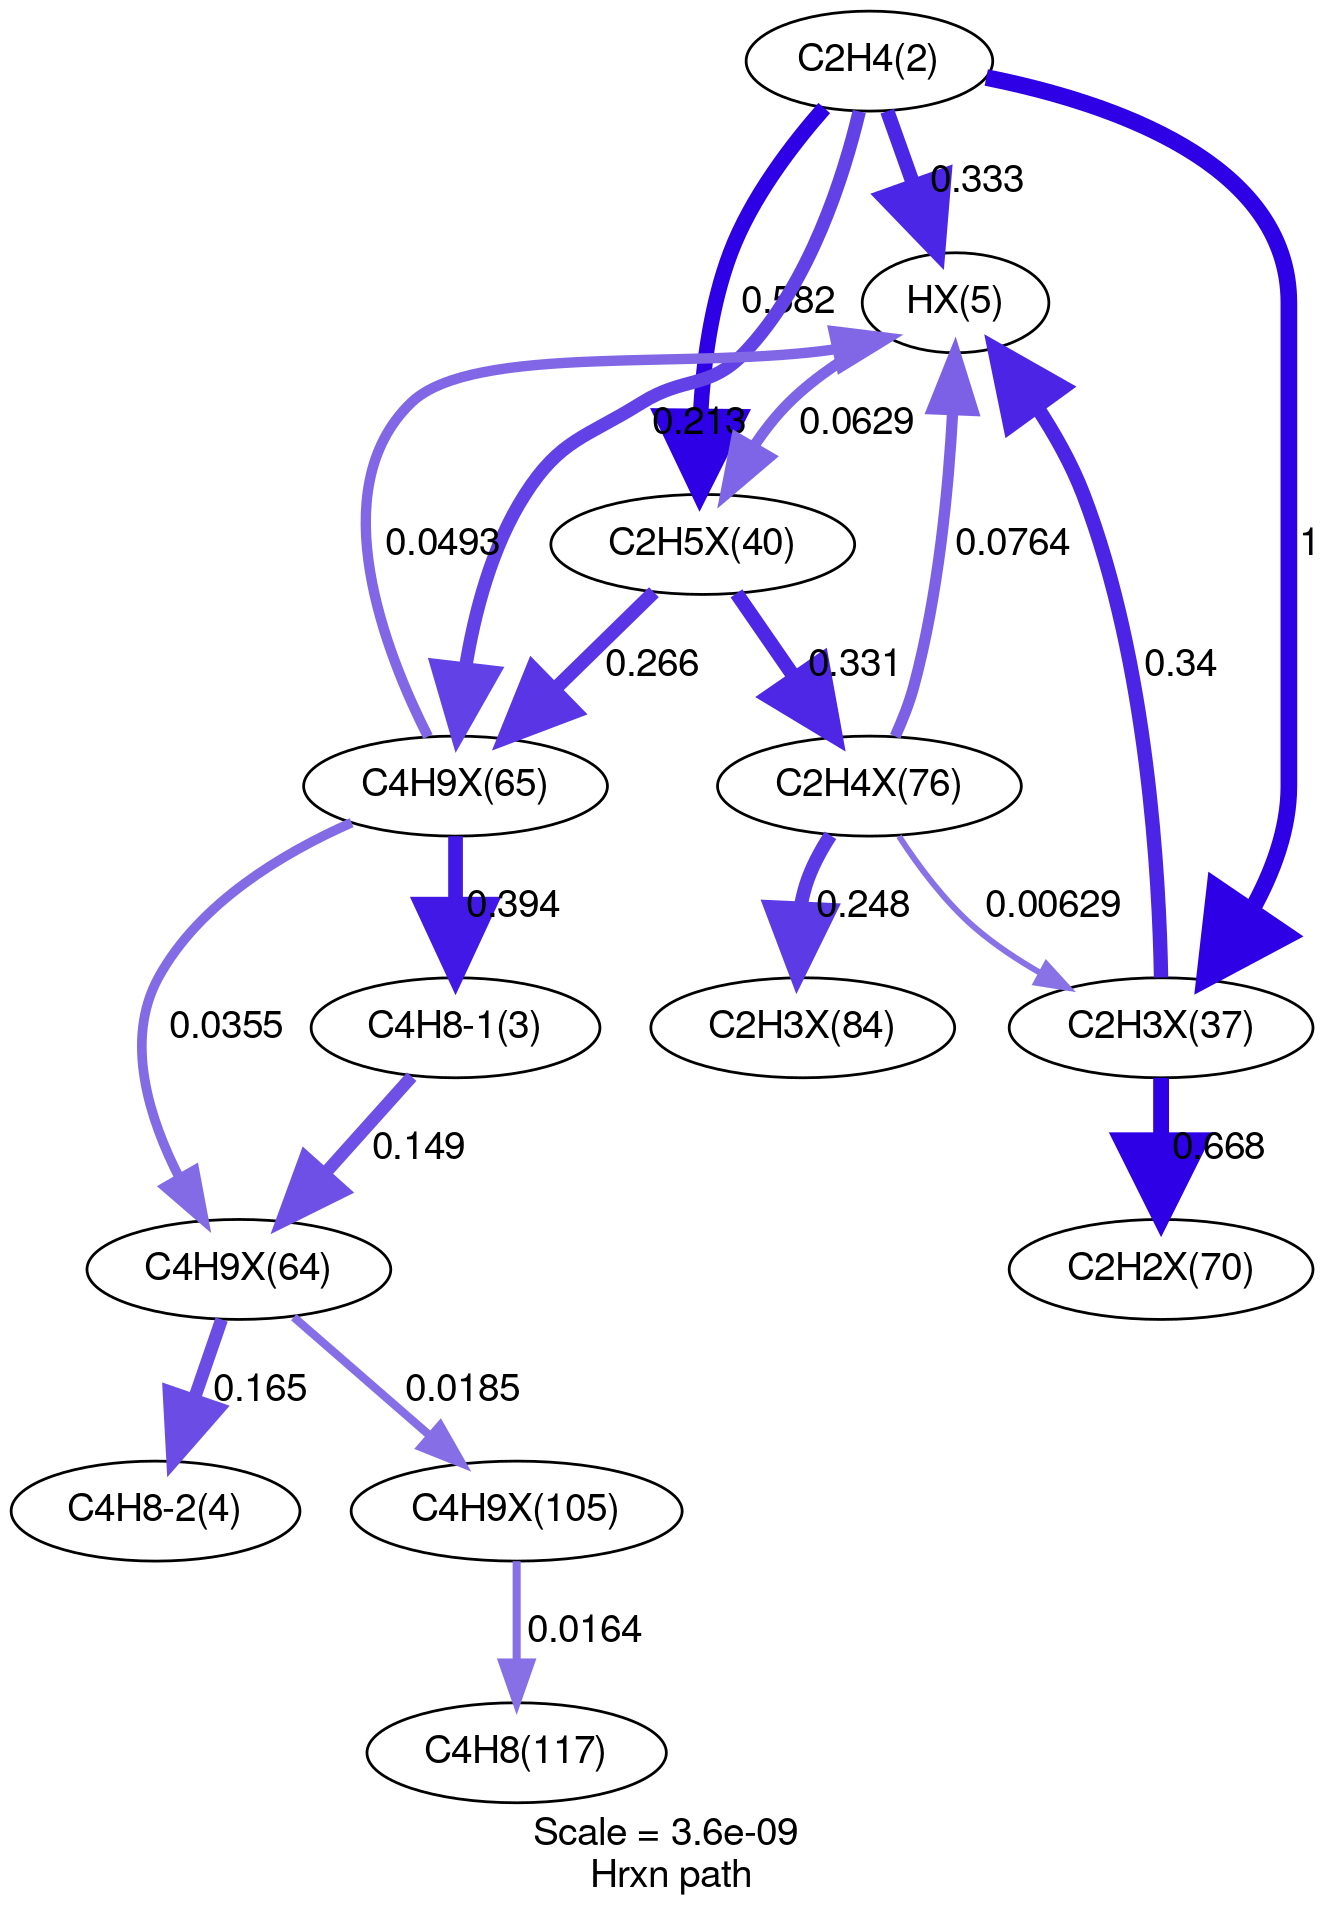 C2H4(2)
0.333
0.582
HX(5)
0.213
0.0629
0.0493
C2H5X(40)
0.0764
1
0.266
0.331
0.34
C4H9X(65)
C2H4X(76)
0.394
0.248
0.00629
0.0355
C4H8-1(3)
C2H3X(84)
C2H3X(37)
0.149
0.668
C4H9X(64)
C2H2X(70)
0.165
0.0185
C4H8-2(4)
C4H9X(105)
0.0164
C4H8(117)
Scale = 3.6e-09
Hrxn path